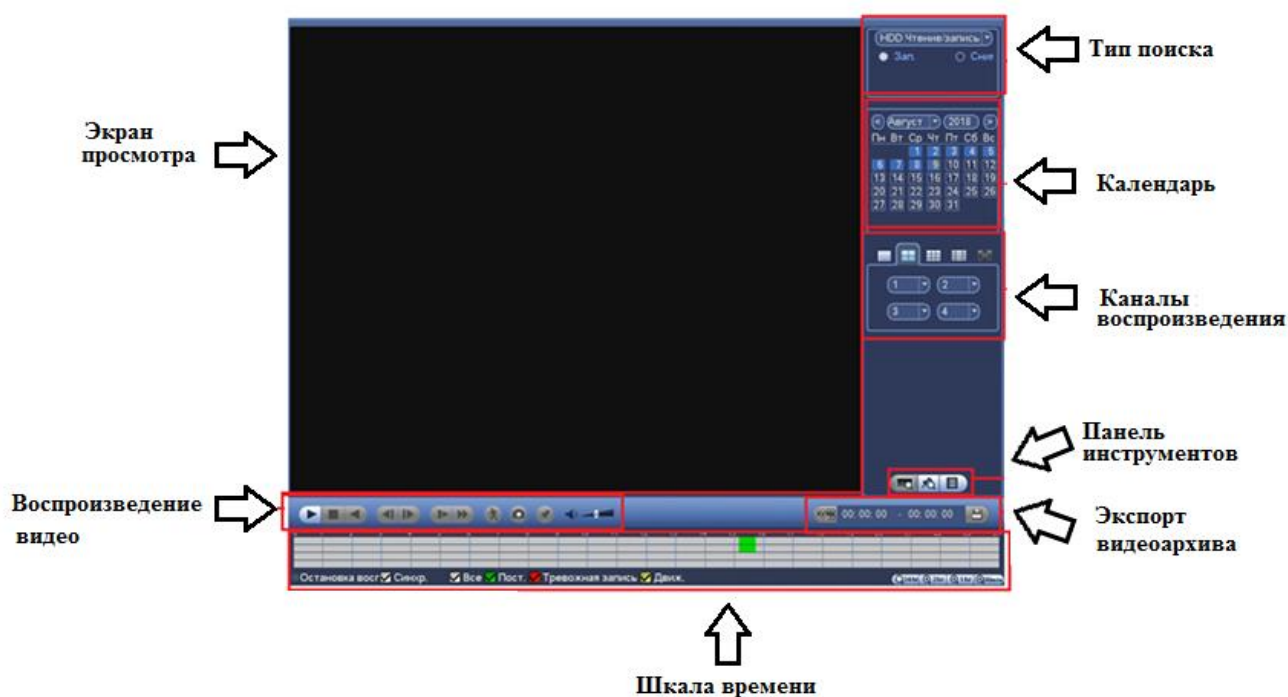 HDD Чтение/запись
Зап.
Тип поиска
Экран
просмотра
Август 2018
Пн Вт Ср Чт Пт Сб Вс
1 2 3 4 5
6 7 8 9 10 11 12
13 14 15 16 17 18 19
20 21 22 23 24 25 26
27 28 29 30 31
Календарь
1 2
3 4
Каналы
воспроизведения
Панель
инструментов
Воспроизведение
видео
00: 00: 00 - 00: 00: 00
Экспорт
видеоархива
Остановка вос Синхр. Все Пост. Тревожная запись Движ.
Шкала времени